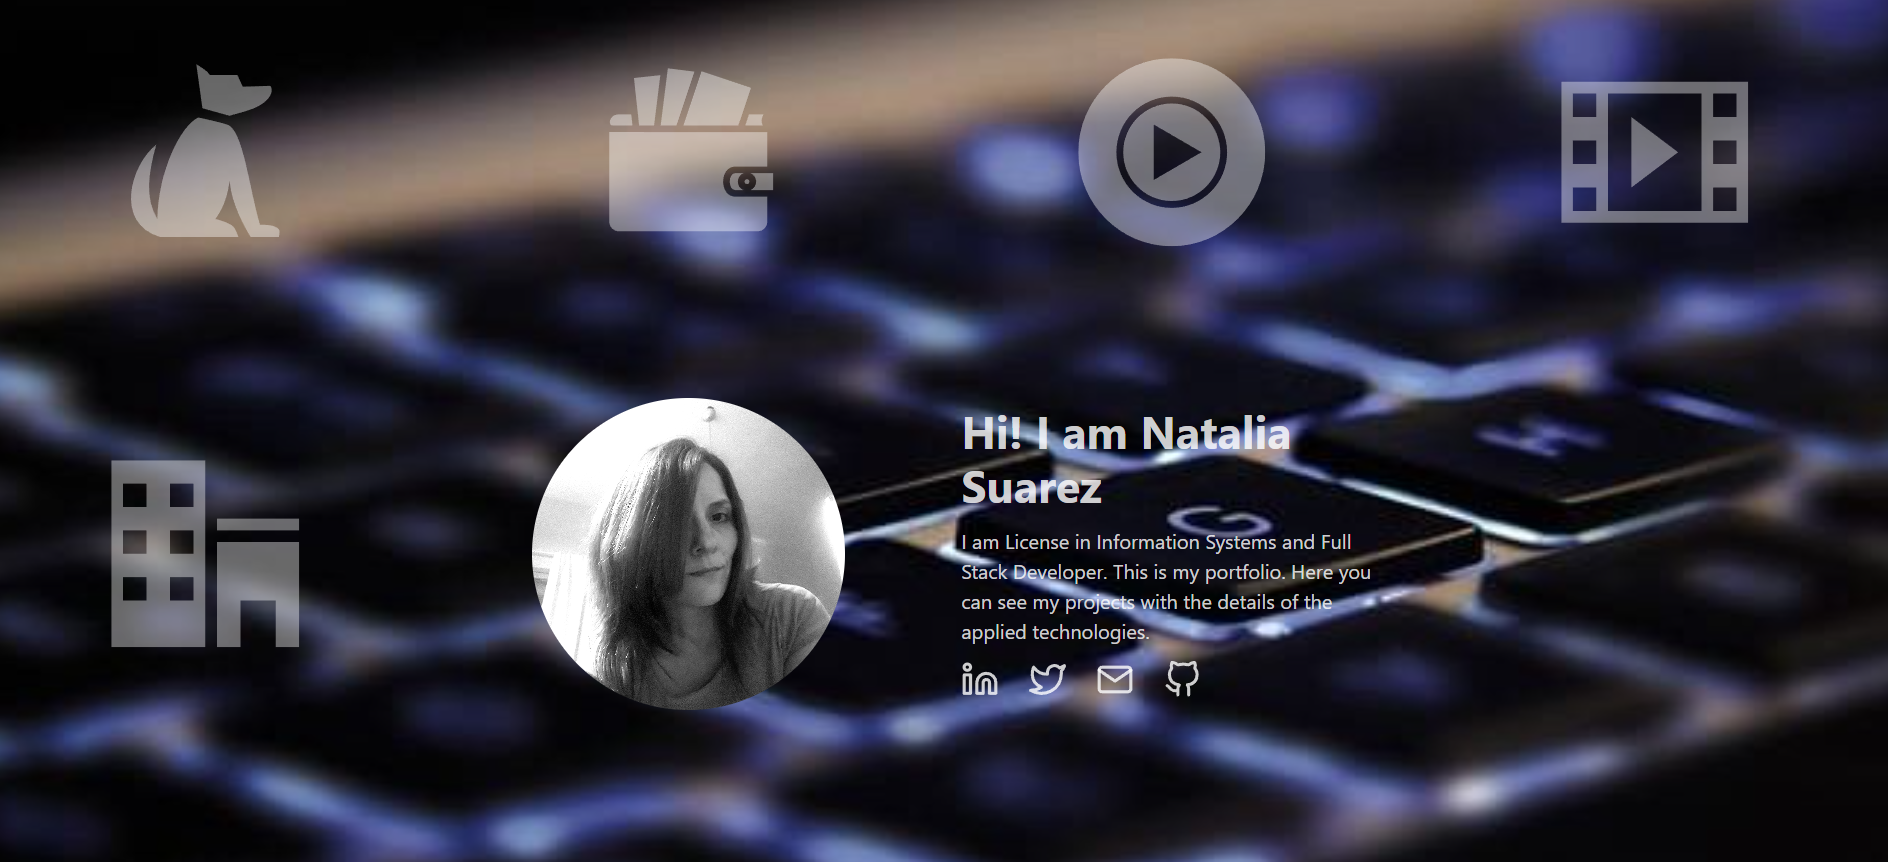 Hi! I am Natalia
Suarez
G
H
I am License in Information Systems and Full
Stack Developer. This is my portfolio. Here you
can see my projects with the details of the
applied technologies.
in